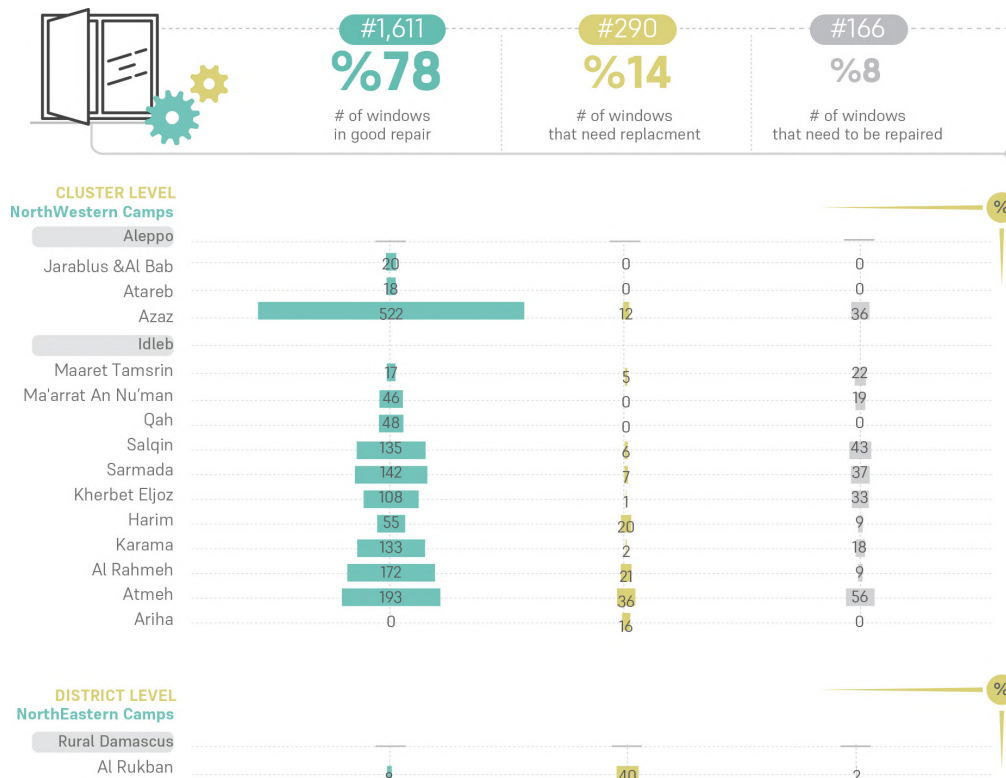 #1,611 #290 #166
%78 %14 %8
# of windows # of windows # of windows
in good repair that need replacment that need to be repaired
CLUSTER LEVEL
NorthWestern Camps
%
Aleppo
Jarablus &Al Bab 20 0 0
Atareb 18 0 0
Azaz 522 12 36
Idleb
Maaret Tamsrin 17 5 22
Ma'arrat An Nu’man 46 0 19
Qah 48 0 0
Salqin 135 6 43
Sarmada 142 7 37
Kherbet Eljoz 108 1 33
Harim 55 20 9
Karama 133 2 18
Al Rahmeh 172 21 9
Atmeh 193 36 56
Ariha 0 16 0
DISTRICT LEVEL
%
NorthEastern Camps
Rural Damascus
Al Rukban 40 2